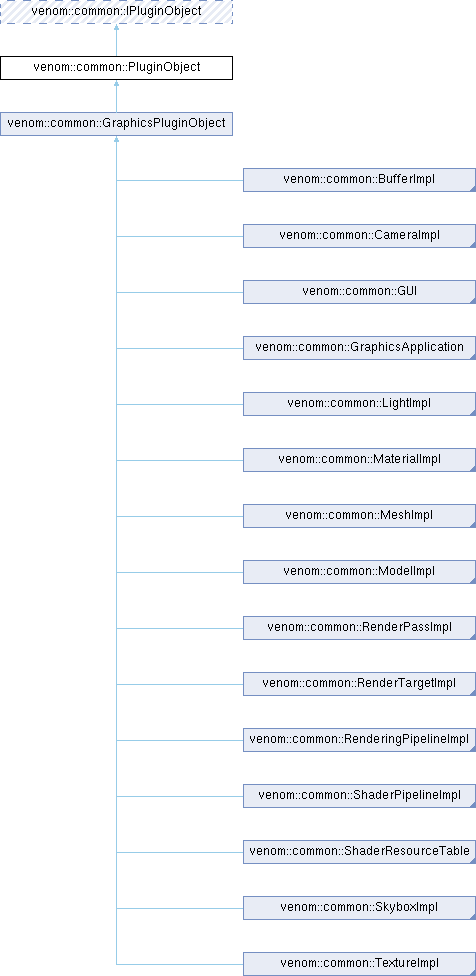 venom::common::IPluginObject
venom::common::PluginObject
venom::common::GraphicsPluginObject
venom::common::BufferImpl
venom::common::CameraImpl
venom::common::GUI
venom::common::GraphicsApplication
venom::common::LightImpl
venom::common::MaterialImpl
venom::common::MeshImpl
venom::common::ModelImpl
venom::common::RenderPassImpl
venom::common::RenderTargetImpl
venom::common::RenderingPipelineImpl
venom::common::ShaderPipelineImpl
venom::common::ShaderResourceTable
venom::common::SkyboxImpl
venom::common::TextureImpl